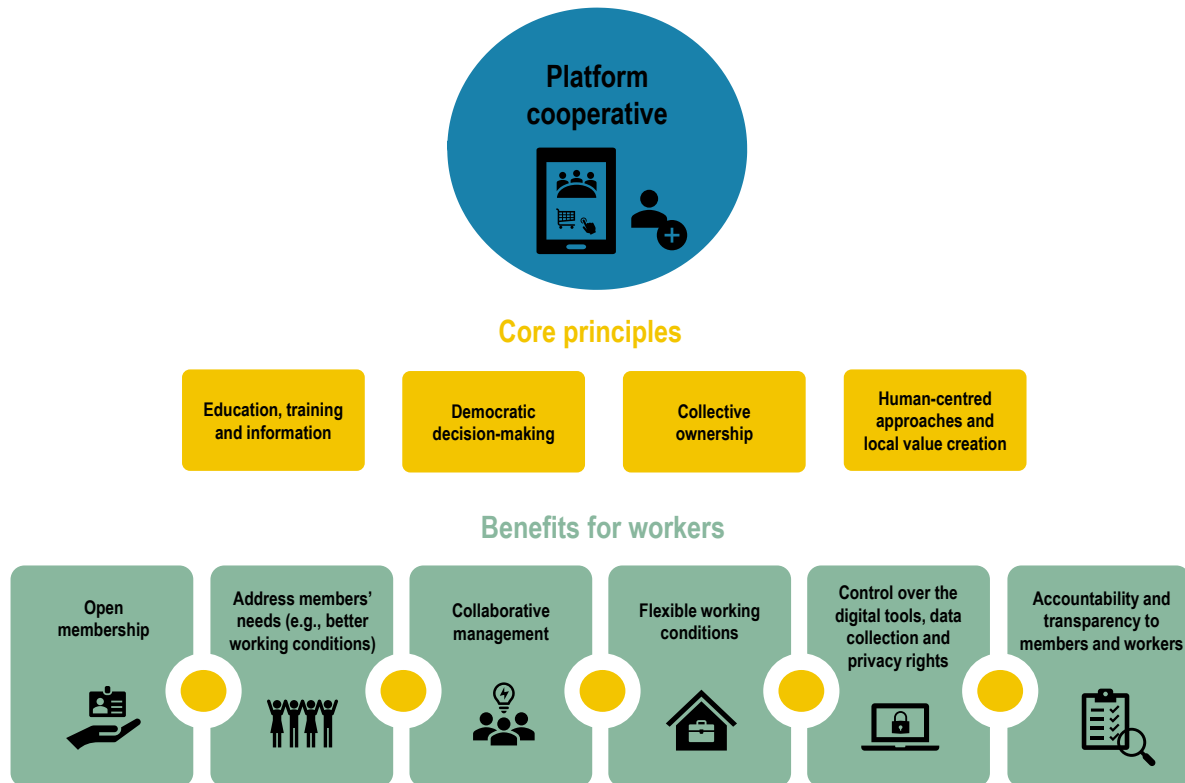 Platform
cooperative
Core principles
Education, training
and information
Democratic
decision-making
Collective
ownership
Human-centred
approaches and
local value creation
Benefits for workers
Open
membership
Address members’
needs (e.g., better
working conditions)
Collaborative
management
Flexible working
conditions
Control over the
digital tools, data
collection and
privacy rights
Accountability and
transparency to
members and workers